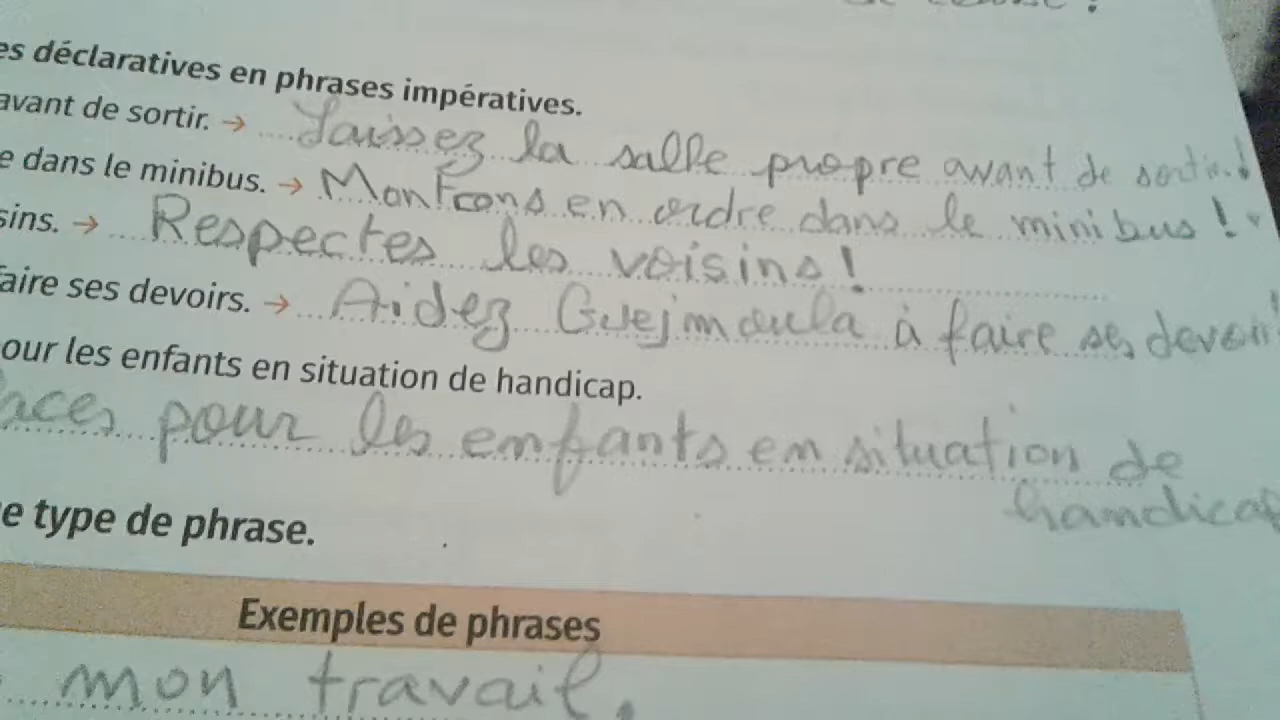 es déclaratives en phrases impératives.
avant de sortir. → Laissez la salle propre avant de sortir!
e dans le minibus. → Montons en ordre dans le minibus !
sins. → Respectes les voisins!
faire ses devoirs. → Aidez Guejmoula à faire ses devoirs!
our les enfants en situation de handicap.
laces pour les enfants en situation de
handicap
e type de phrase.
Exemples de phrases
mon travail.